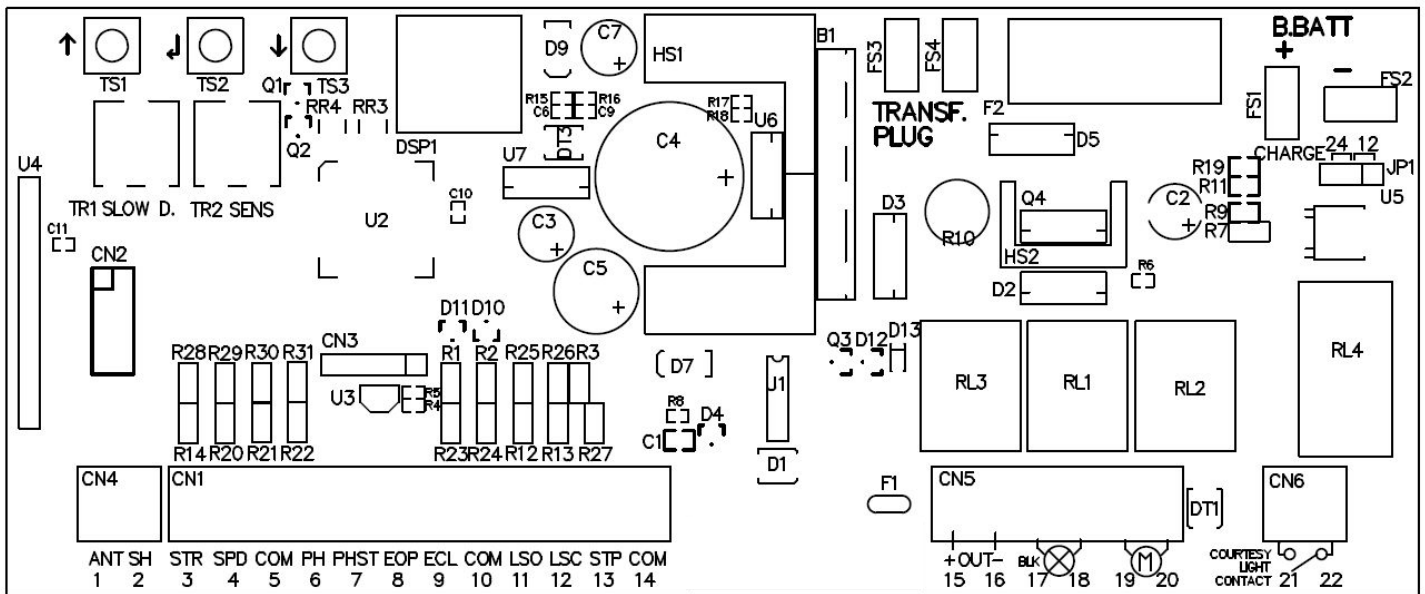 B.BATT
+ -
TS1 TS2 TS3
Q1
RR4 RR3
Q2
DSP1
D9 C7
HS1
B1
FS3 FS4
FS1 FS2
R15 R16
C6 C9
R17
R18
DT3
U7
C4 +
U6
TRANSF.
PLUG
F2
D5
CHARGE 24 12
JP1
R19
R11
U5
U4
TR1 SLOW D. TR2 SENS
U2
C10
C11
CN2
C3 +
C5 +
D3
R10
Q4
HS2
C2 +
R9
R7
D2
R6
D11 D10
CN3
R28 R29 R30 R31
R1 R2 R25 R26 R3
U3
R5
R4
D7
J1
Q3 D12 D13
RL3 RL1 RL2 RL4
R8
D4
C1
R14 R20 R21 R22
R23 R24 R12 R13 R27
D1
F1
CN4 CN1
CN5
DT1
CN6
ANT SH STR SPD COM PH PHST EOP ECL COM LSO LSC STP COM
1 2 3 4 5 6 7 8 9 10 11 12 13 14
+OUT- BLK M
15 16 17 18 19 20
COURTESY
LIGHT
CONTACT 21 22